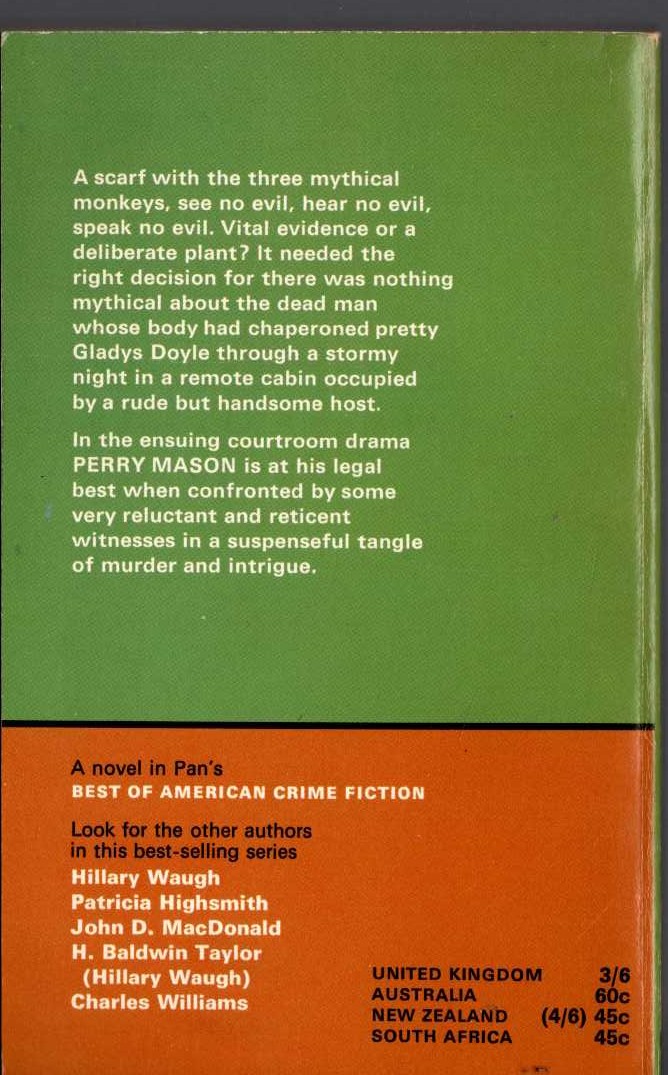 A scarf with the three mythical
monkeys, see no evil, hear no evil,
speak no evil. Vital evidence or a
deliberate plant? It needed the
right decision for there was nothing
mythical about the dead man
whose body had chaperoned pretty
Gladys Doyle through a stormy
night in a remote cabin occupied
by a rude but handsome host.
In the ensuing courtroom drama
PERRY MASON is at his legal
best when confronted by some
very reluctant and reticent
witnesses in a suspenseful tangle
of murder and intrigue.
A novel in Pan's
BEST OF AMERICAN CRIME FICTION
Look for the other authors
in this best-selling series
Hillary Waugh
Patricia Highsmith
John D. MacDonald
H. Baldwin Taylor
(Hillary Waugh)
Charles Williams
UNITED KINGDOM 3/6
AUSTRALIA 60c
NEW ZEALAND (4/6) 45c
SOUTH AFRICA 45c